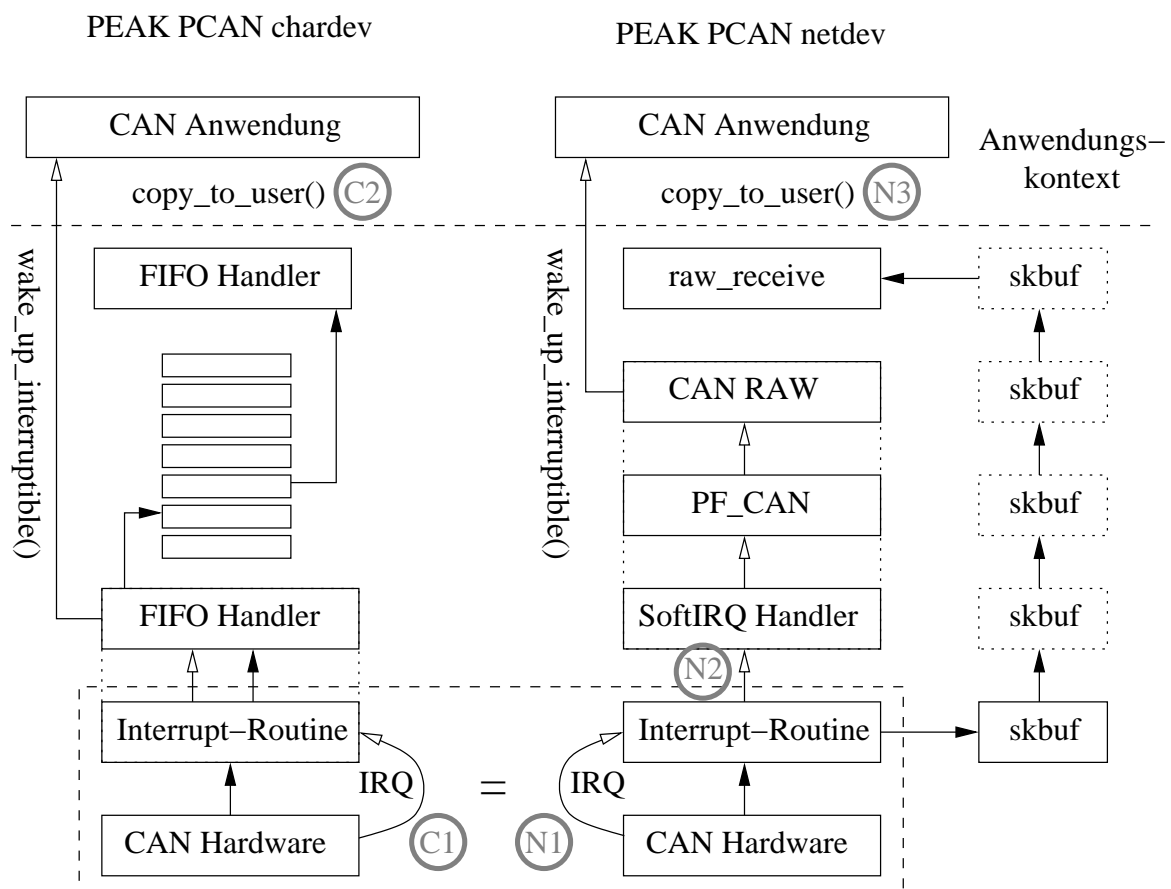 PEAK PCAN chardev
PEAK PCAN netdev
CAN Anwendung
CAN Anwendung
Anwendungs–
kontext
copy_to_user()
C2
copy_to_user()
N3
wake_up_interruptible()
FIFO Handler
wake_up_interruptible()
raw_receive
skbuf
CAN RAW
skbuf
PF_CAN
skbuf
FIFO Handler
SoftIRQ Handler
skbuf
N2
Interrupt–Routine
Interrupt–Routine
skbuf
IRQ
=
IRQ
CAN Hardware
C1
N1
CAN Hardware